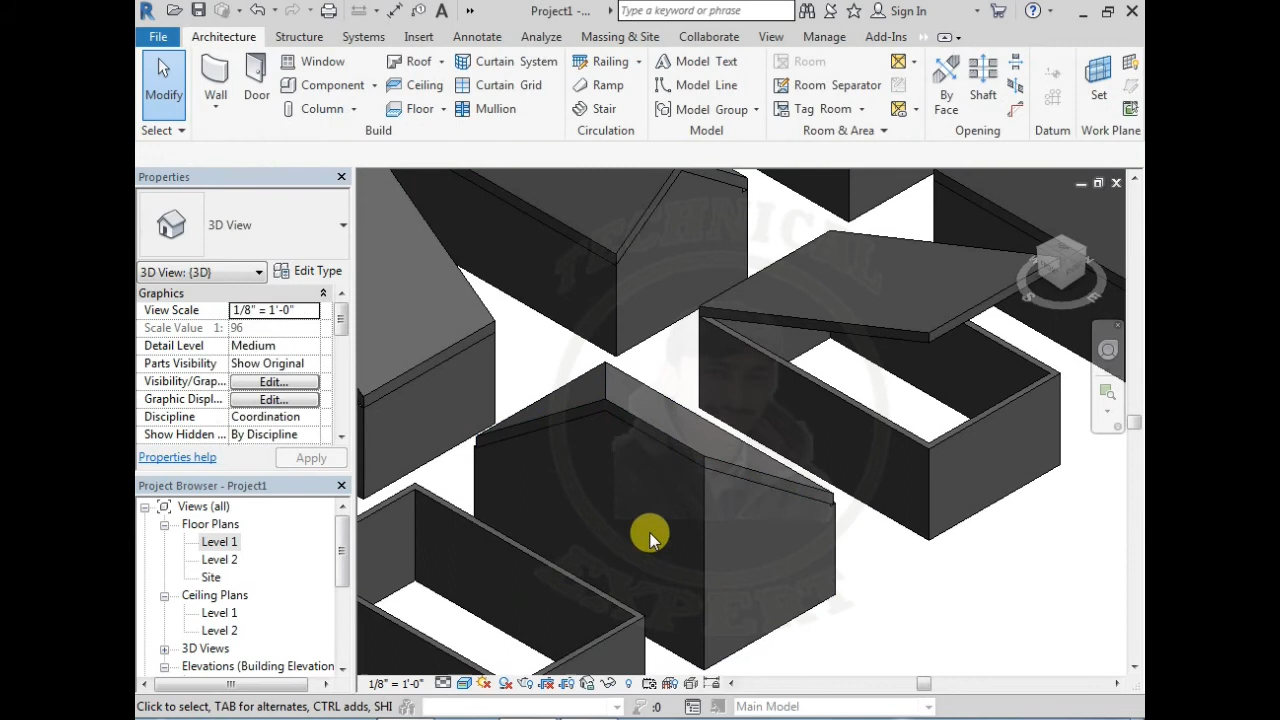 Project1 -...
Type a keyword or phrase
Sign In
File Architecture Structure Systems Insert Annotate Analyze Massing & Site Collaborate View Manage Add-Ins
Modify
Wall
Door
Window
Component
Column
Roof
Ceiling
Floor
Curtain System
Curtain Grid
Mullion
Railing
Ramp
Stair
Model Text
Model Line
Model Group
Room
Room Separator
Tag Room
By
Face
Shaft
Set
Select
Build
Circulation
Model
Room & Area
Opening
Datum
Work Plane
Properties
3D View
3D View: {3D}
Edit Type
Graphics
View Scale 1/8" = 1'-0"
Scale Value 1: 96
Detail Level Medium
Parts Visibility Show Original
Visibility/Grap... Edit...
Graphic Displ... Edit...
Discipline Coordination
Show Hidden ... By Discipline
Properties help
Apply
Project Browser - Project1
Views (all)
Floor Plans
Level 1
Level 2
Site
Ceiling Plans
Level 1
Level 2
3D Views
Elevations (Building Elevation
TECHNICAL
EXPERT
1/8" = 1'-0"
Click to select, TAB for alternates, CTRL adds, SHI
:0
Main Model